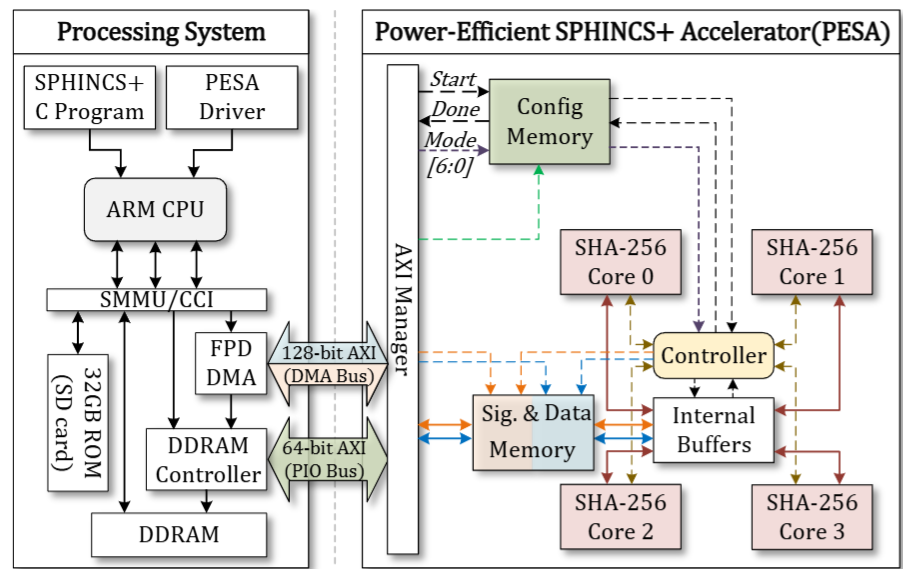 Processing System
SPHINCS+
C Program
PESA
Driver
ARM CPU
SMMU/CCI
32GB ROM
(SD card)
FPD
DMA
DDRAM
Controller
DDRAM
128-bit AXI
(DMA Bus)
64-bit AXI
(PIO Bus)
Power-Efficient SPHINCS+ Accelerator(PESA)
AXI Manager
Start
Done
Mode
[6:0]
Config
Memory
SHA-256
Core 0
SHA-256
Core 1
Controller
Sig. & Data
Memory
Internal
Buffers
SHA-256
Core 2
SHA-256
Core 3